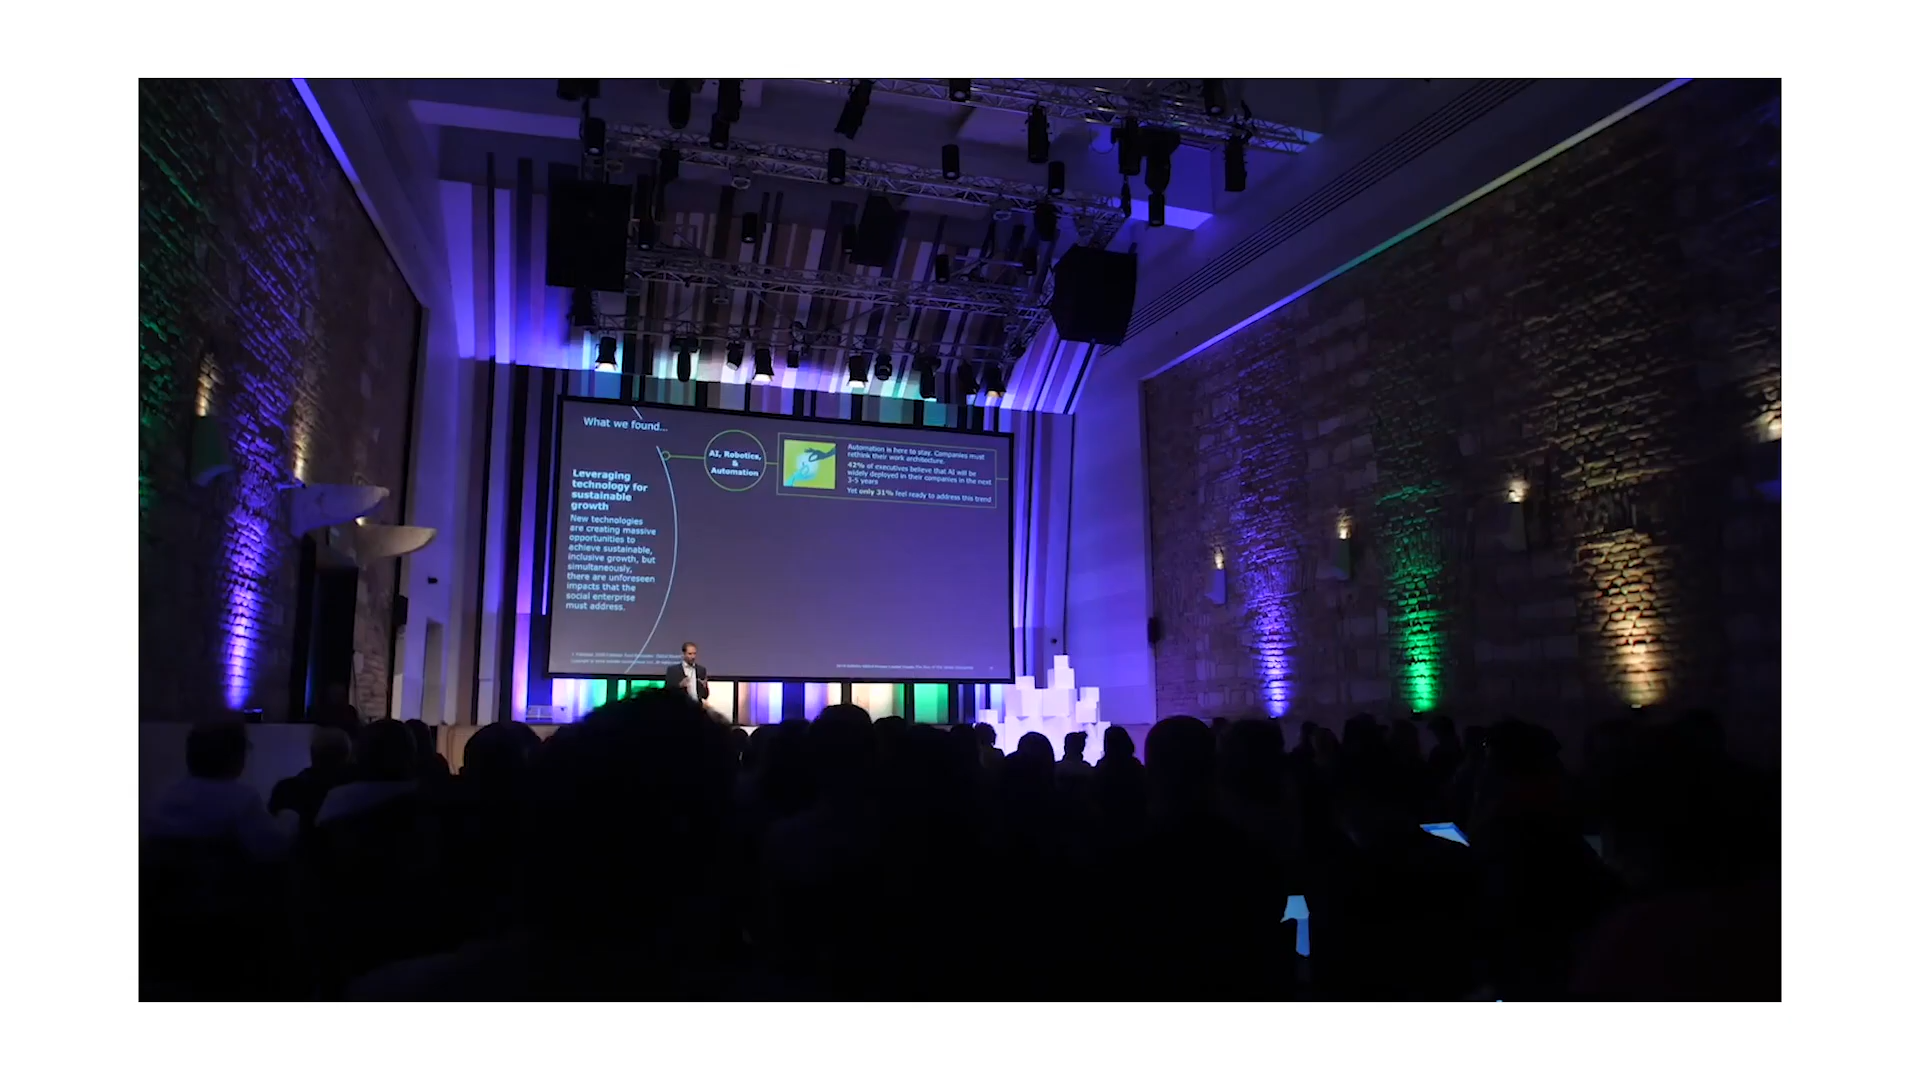 What we found...
Leveraging
technology for
sustainable
growth
New technologies
are creating massive
opportunities to
achieve sustainable,
inclusive growth, but
simultaneously,
there are unforeseen
impacts that the
social enterprise
must address.
AI, Robotics,
&
Automation
Automation is here to stay. Companies must
rethink their work architecture.
42% of executives believe that AI will be
widely deployed in their companies in the next
3-5 years
Yet only 31% feel ready to address this trend